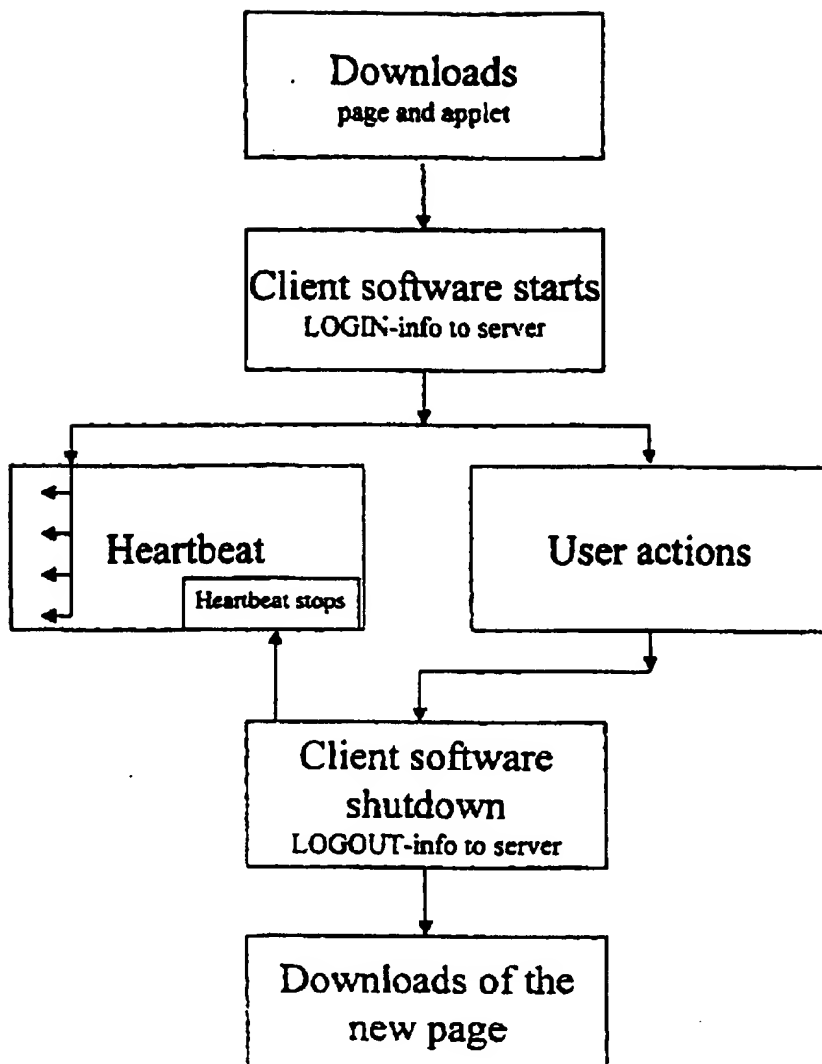 Downloads
page and applet
Client software starts
LOGIN-info to server
Heartbeat
Heartbeat stops
User actions
Client software
shutdown
LOGOUT-info to server
Downloads of the
new page